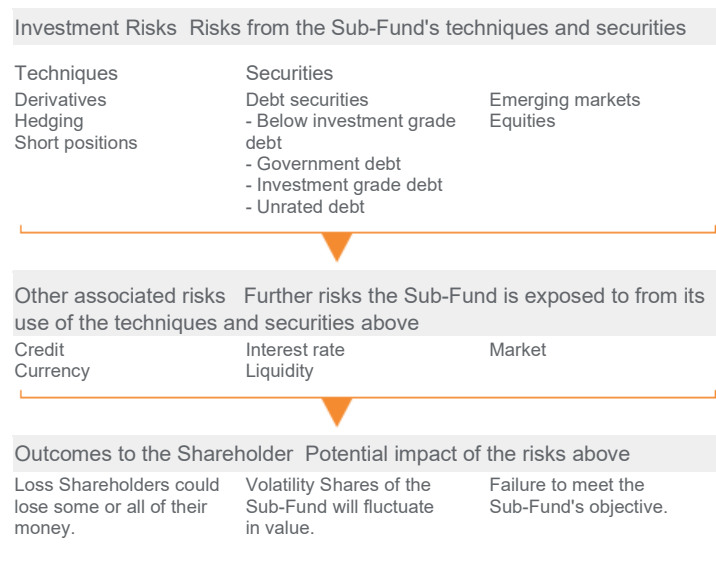 Investment Risks Risks from the Sub-Fund's techniques and securities
Techniques
Derivatives
Hedging
Short positions
Securities
Debt securities
- Below investment grade
debt
- Government debt
- Investment grade debt
- Unrated debt
Emerging markets
Equities
Other associated risks Further risks the Sub-Fund is exposed to from its
use of the techniques and securities above
Credit
Currency
Interest rate
Liquidity
Market
Outcomes to the Shareholder Potential impact of the risks above
Loss Shareholders could
lose some or all of their
money.
Volatility Shares of the
Sub-Fund will fluctuate
in value.
Failure to meet the
Sub-Fund's objective.